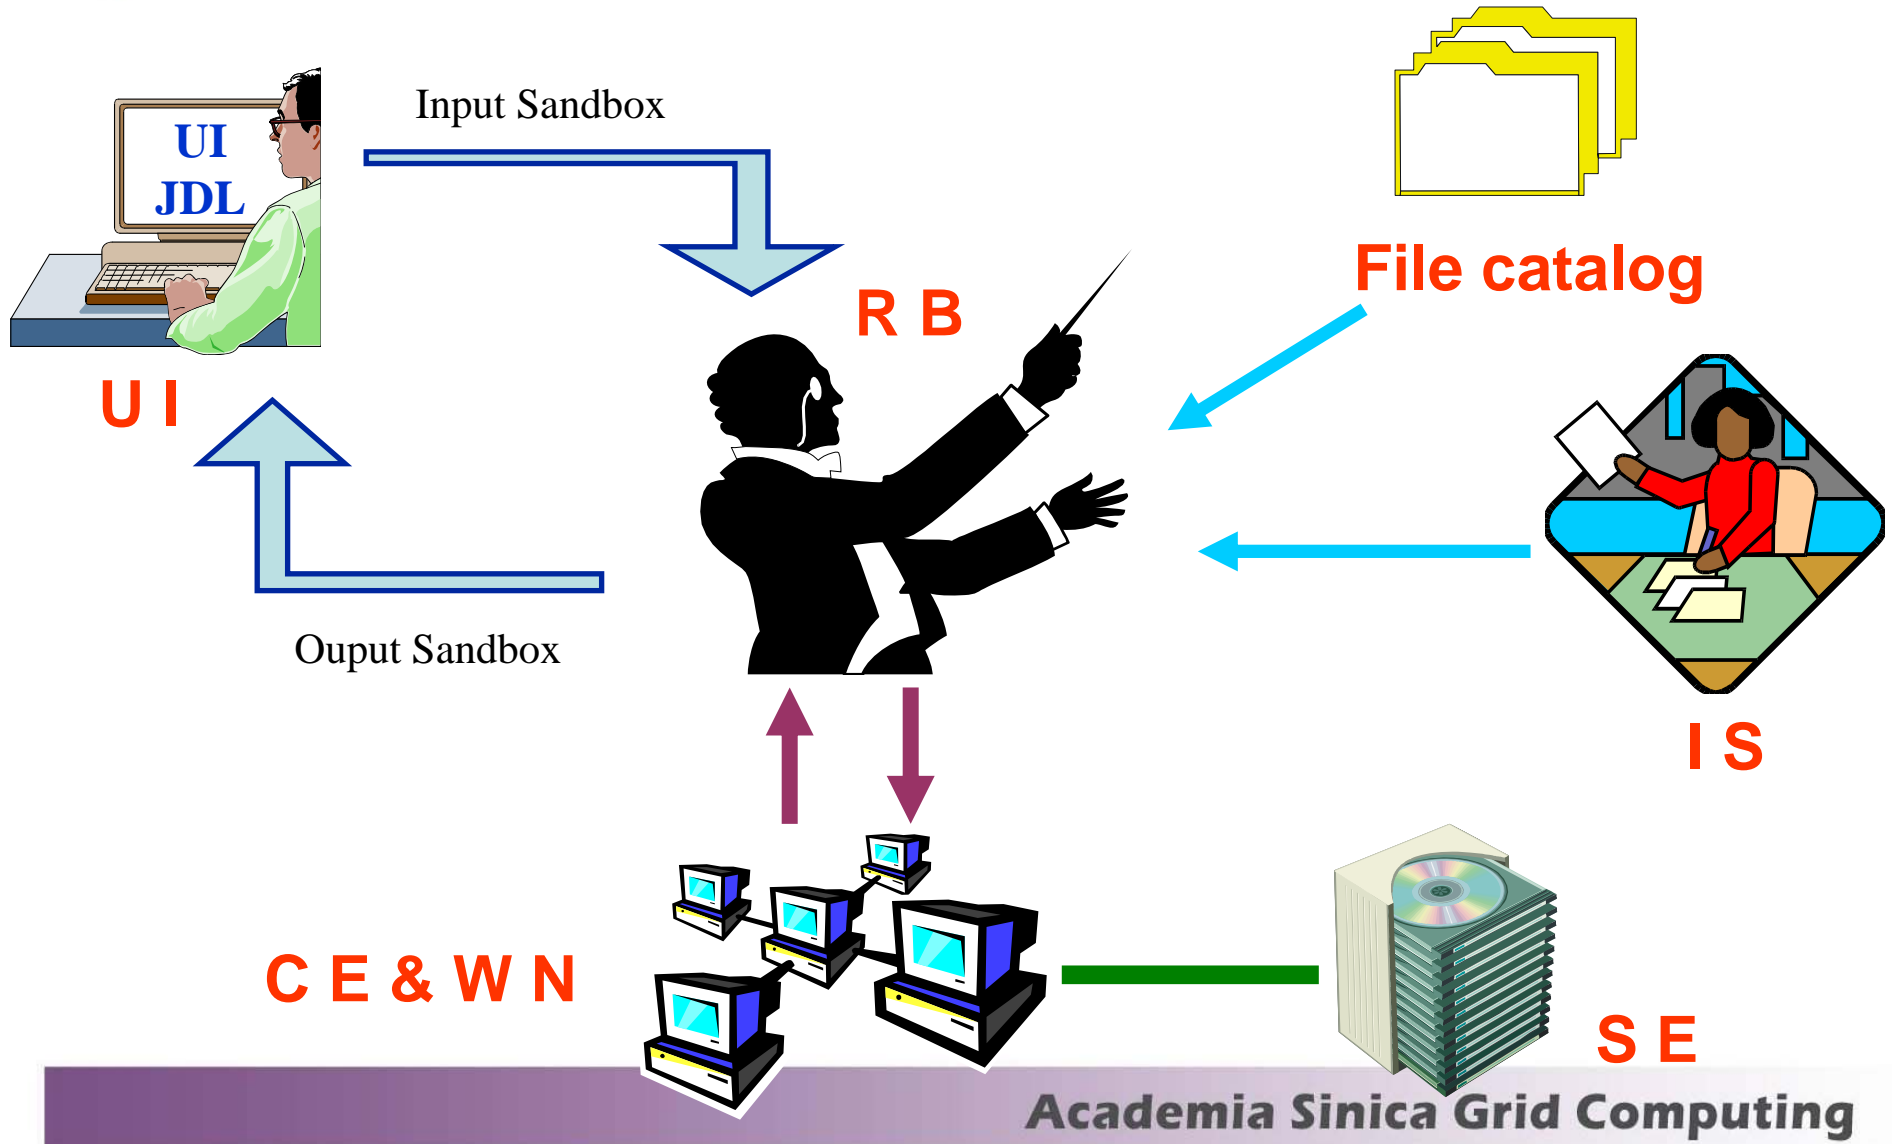 Input Sandbox
UI
JDL
File catalog
R B
U I
Ouput Sandbox
I S
C E & W N
S E
Academia Sinica Grid Computing